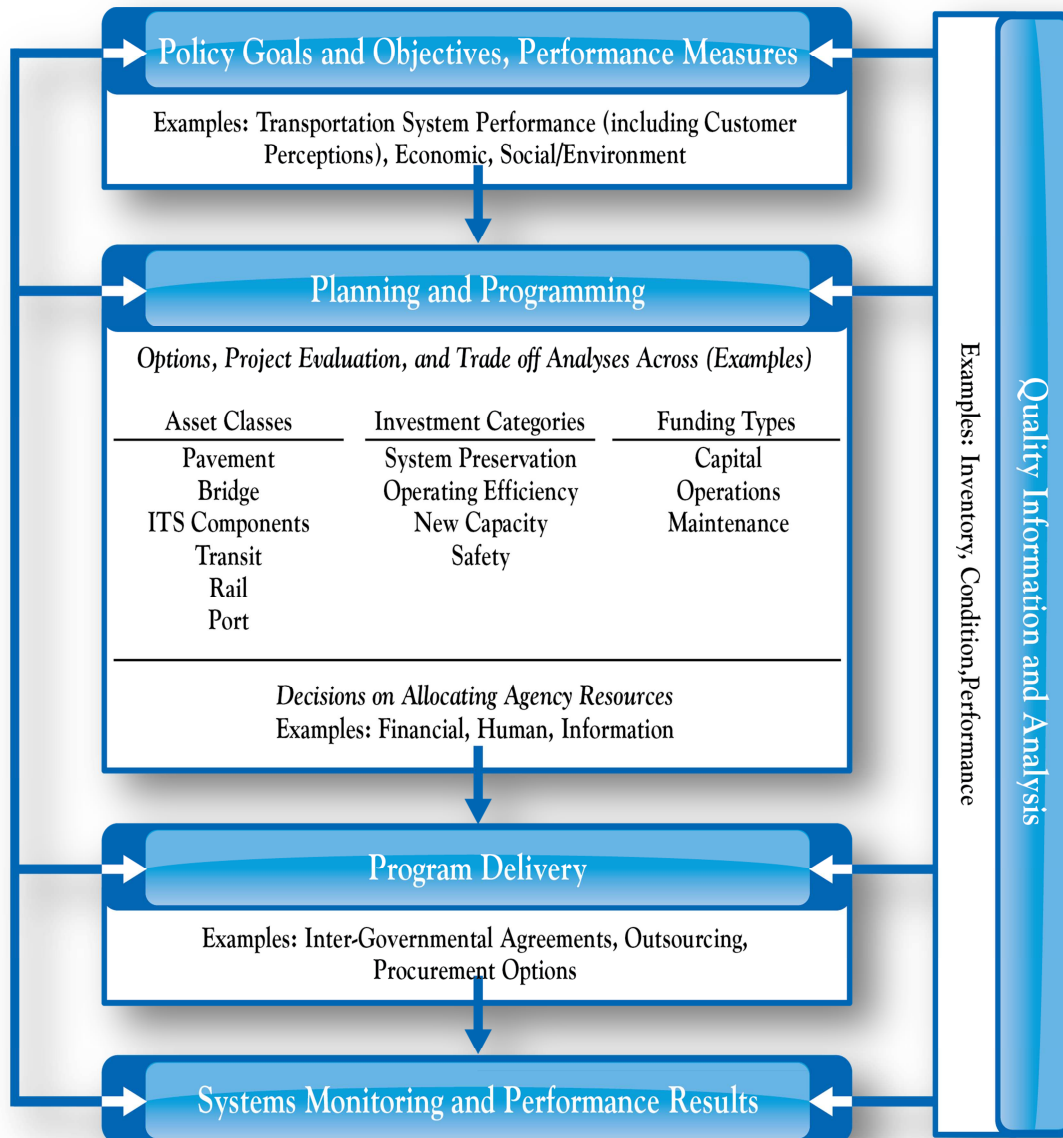 Policy Goals and Objectives, Performance Measures
Examples: Transportation System Performance (including Customer
Perceptions), Economic, Social/Environment
Planning and Programming
Options, Project Evaluation, and Trade off Analyses Across (Examples)
Asset Classes
Pavement
Bridge
ITS Components
Transit
Rail
Port
Investment Categories
System Preservation
Operating Efficiency
New Capacity
Safety
Funding Types
Capital
Operations
Maintenance
Decisions on Allocating Agency Resources
Examples: Financial, Human, Information
Program Delivery
Examples: Inter-Governmental Agreements, Outsourcing,
Procurement Options
Systems Monitoring and Performance Results
Quality Information and Analysis
Examples: Inventory, Condition,Performance